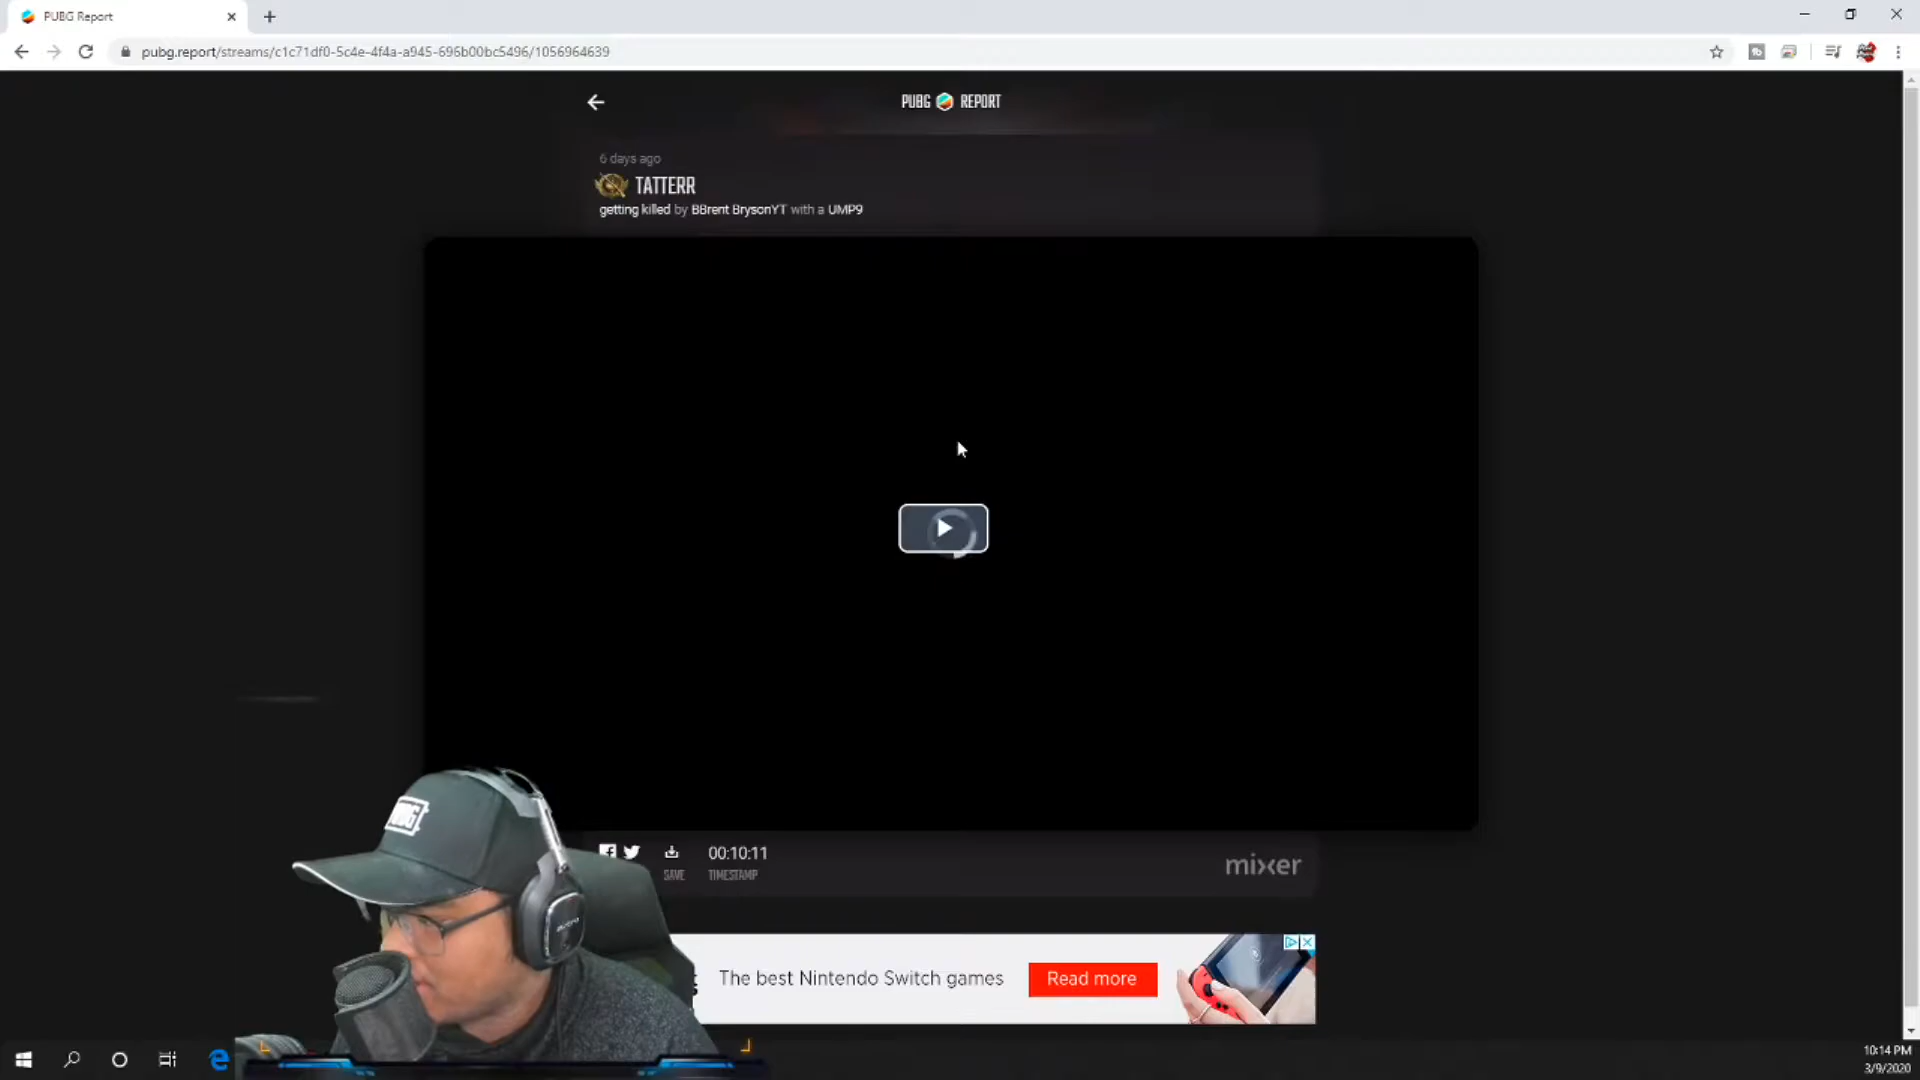 PUBG Report
pubg.report/streams/c1c71df0-5c4e-4f4a-a945-696b00bc5496/1056964639
PUBG REPORT
6 days ago
TATTERR
getting killed by BBrent BrysonYT with a UMP9
00:10:11
SAVE TIMESTAMP
mixer
PUBG
ASTRO
The best Nintendo Switch games
Read more
10:14 PM
3/9/2020